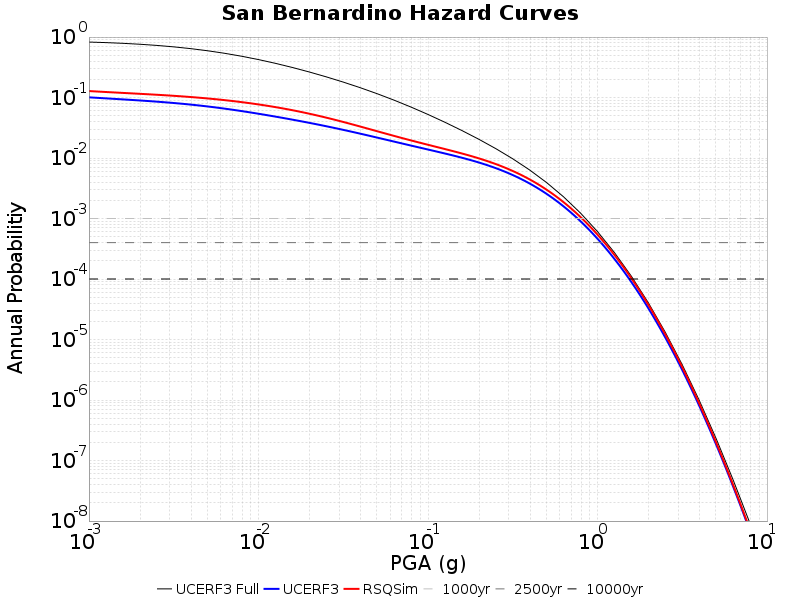 San Bernardino Hazard Curves
10^0
10^-1
10^-2
10^-3
10^-4
10^-5
10^-6
10^-7
10^-8
Annual Probabilitiy
10^-3 10^-2 10^-1 10^0 10^1
PGA (g)
UCERF3 Full UCERF3 RSQSim 1000yr 2500yr 10000yr